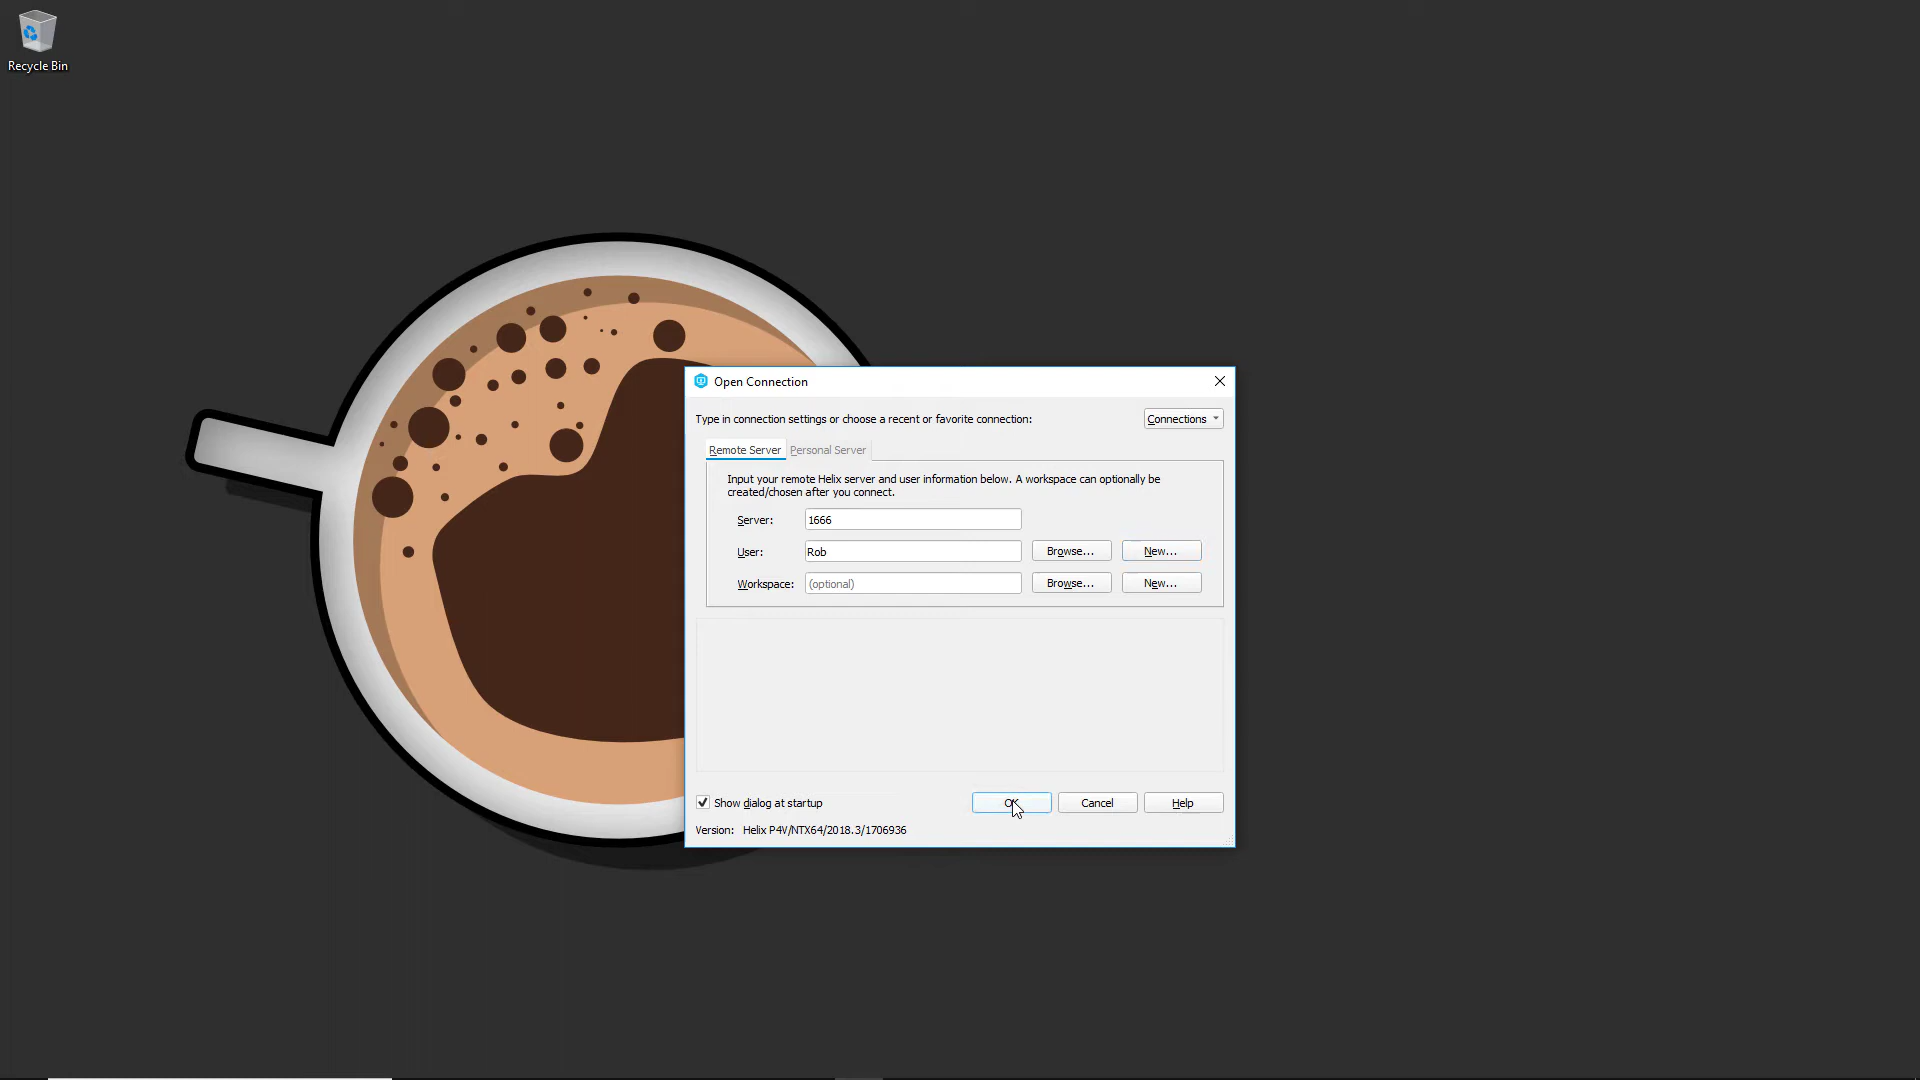 Recycle Bin
Open Connection
Type in connection settings or choose a recent or favorite connection:
Connections
Remote Server
Personal Server
Input your remote Helix server and user information below. A workspace can optionally be
created/chosen after you connect.
Server:
1666
User:
Rob
Browse...
New...
Workspace:
(optional)
Browse...
New...
Show dialog at startup
OK
Cancel
Help
Version: Helix P4V/NTX64/2018.3/1706936